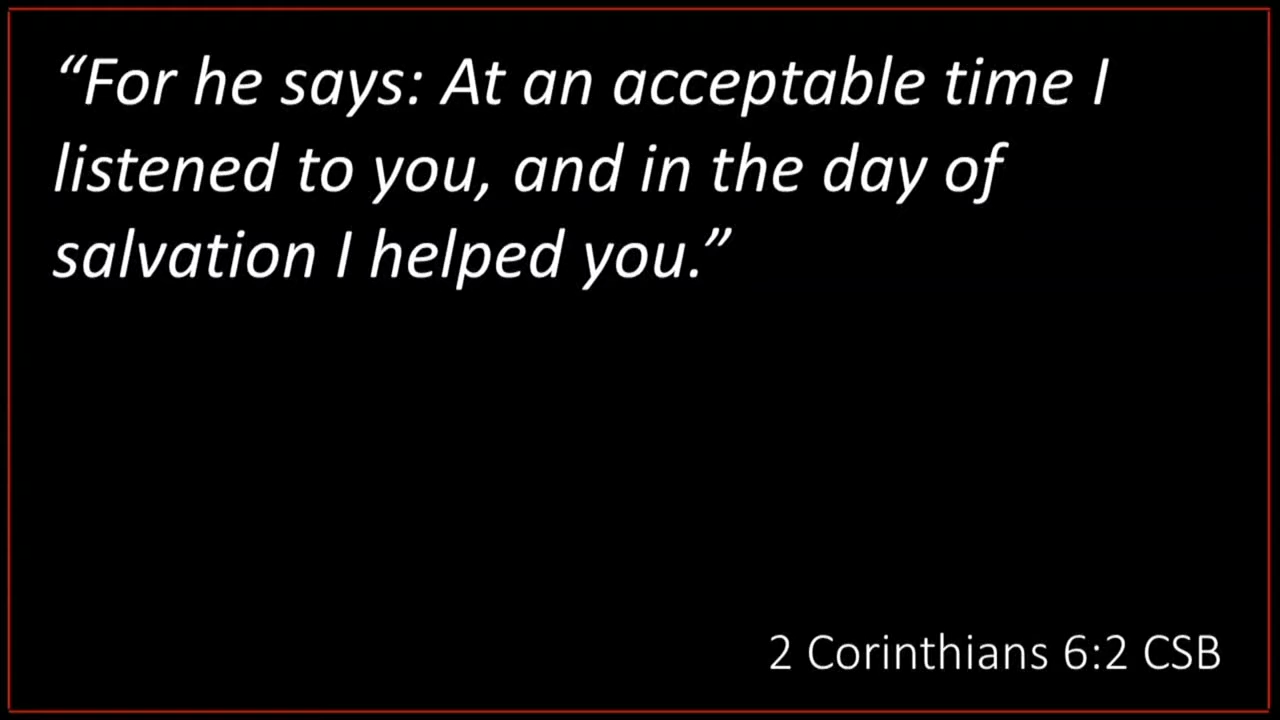 “For he says: At an acceptable time I
listened to you, and in the day of
salvation I helped you.”
2 Corinthians 6:2 CSB